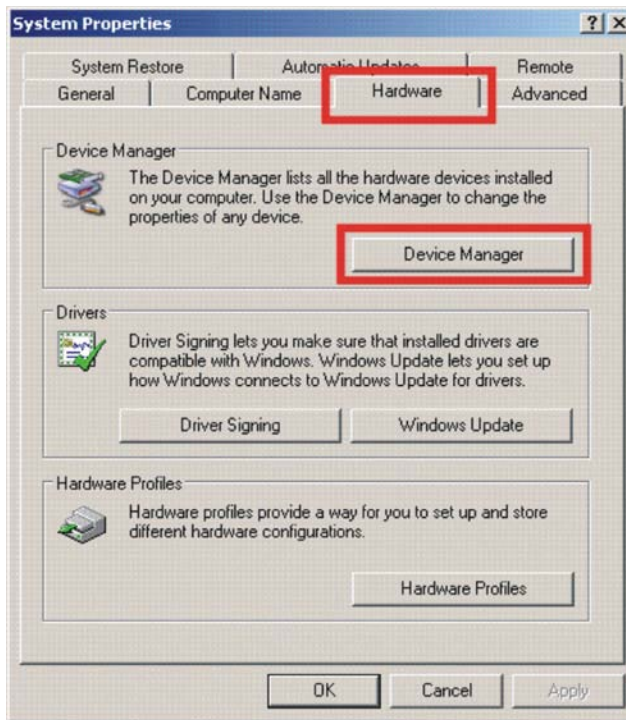 System Properties
System Restore Automatic Updates Remote
General Computer Name Hardware Advanced
Device Manager
The Device Manager lists all the hardware devices installed
on your computer. Use the Device Manager to change the
properties of any device.
Device Manager
Drivers
Driver Signing lets you make sure that installed drivers are
compatible with Windows. Windows Update lets you set up
how Windows connects to Windows Update for drivers.
Driver Signing Windows Update
Hardware Profiles
Hardware profiles provide a way for you to set up and store
different hardware configurations.
Hardware Profiles
OK Cancel Apply